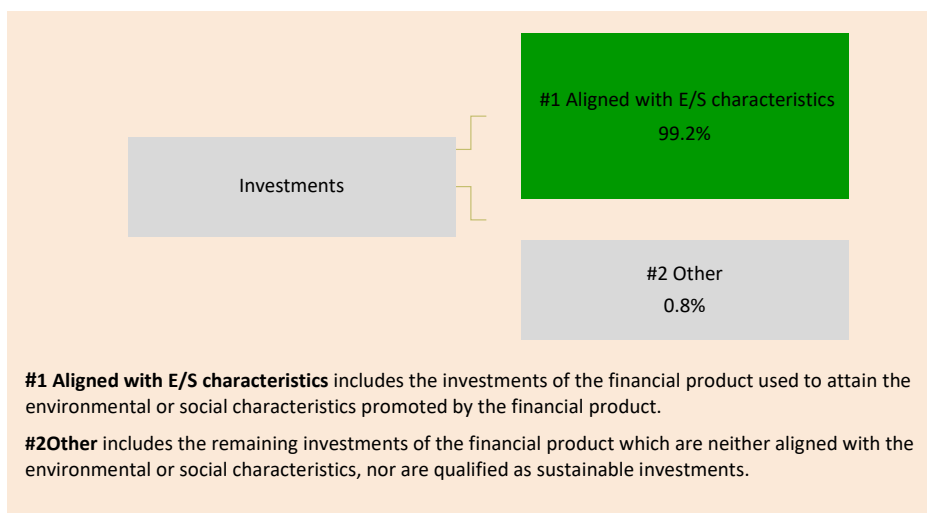 #1 Aligned with E/S characteristics
99.2%
Investments
#2 Other
0.8%
#1 Aligned with E/S characteristics includes the investments of the financial product used to attain the
environmental or social characteristics promoted by the financial product.
#2Other includes the remaining investments of the financial product which are neither aligned with the
environmental or social characteristics, nor are qualified as sustainable investments.